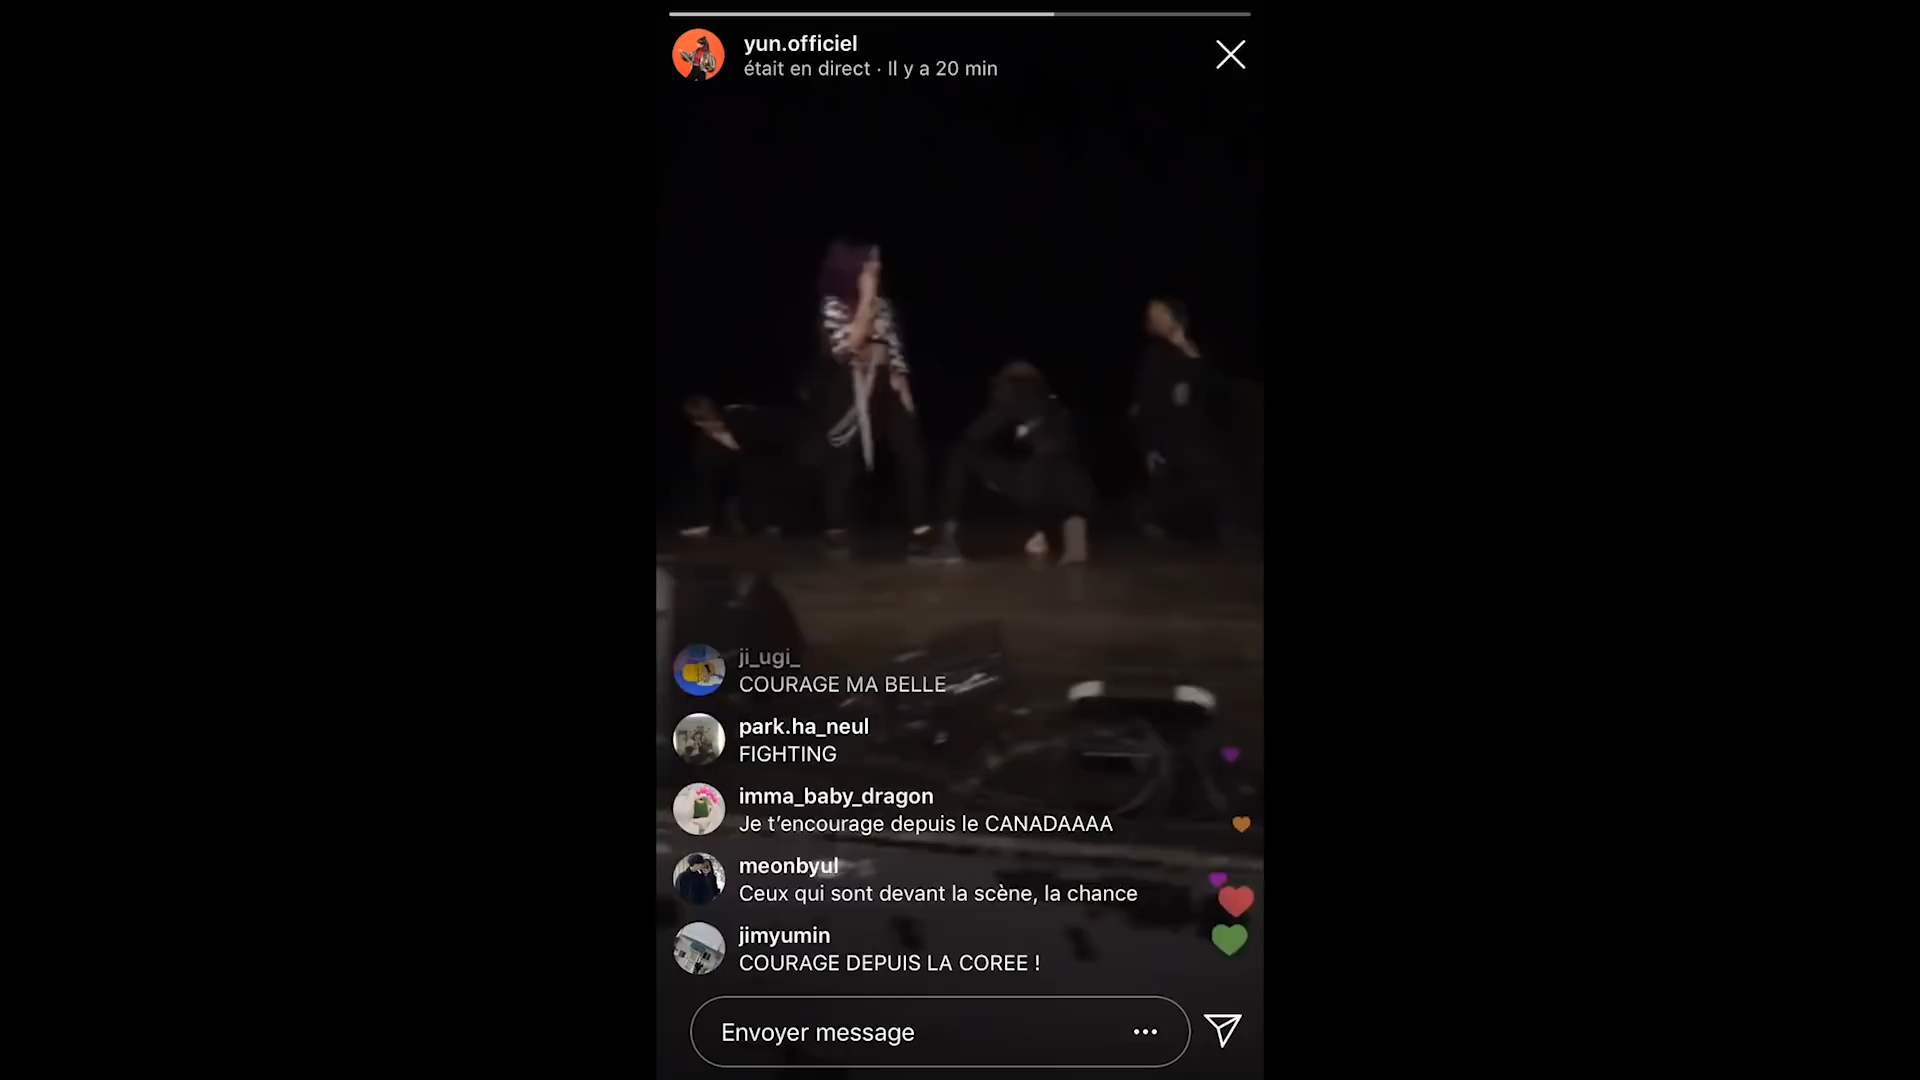 yun.officiel
était en direct · Il y a 20 min
ji_ugi_
COURAGE MA BELLE
park.ha_neul
FIGHTING
imma_baby_dragon
Je t’encourage depuis le CANADAAAA
meonbyul
Ceux qui sont devant la scène, la chance
jimyumin
COURAGE DEPUIS LA COREE !
Envoyer message